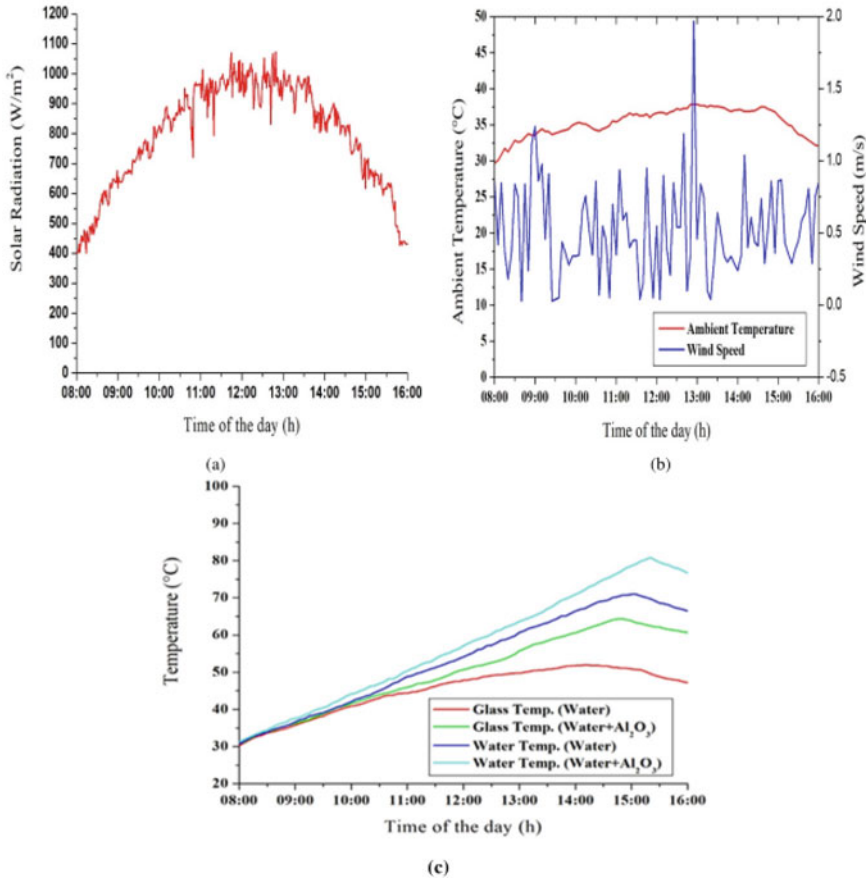 1200
1100
1000
900
800
700
600
500
400
300
200
100
0
Solar Radiation (W/m²)
08:00 09:00 10:00 11:00 12:00 13:00 14:00 15:00 16:00
Time of the day (h)
(a)
50
45
40
35
30
25
20
15
10
5
0
Ambient Temperature (°C)
2.0
1.5
1.0
0.5
0.0
-0.5
Wind Speed (m/s)
Ambient Temperature
Wind Speed
08:00 09:00 10:00 11:00 12:00 13:00 14:00 15:00 16:00
Time of the day (h)
(b)
100
90
80
70
60
50
40
30
20
Temperature (°C)
Glass Temp. (Water)
Glass Temp. (Water+Al₂O₃)
Water Temp. (Water)
Water Temp. (Water+Al₂O₃)
08:00 09:00 10:00 11:00 12:00 13:00 14:00 15:00 16:00
Time of the day (h)
(c)